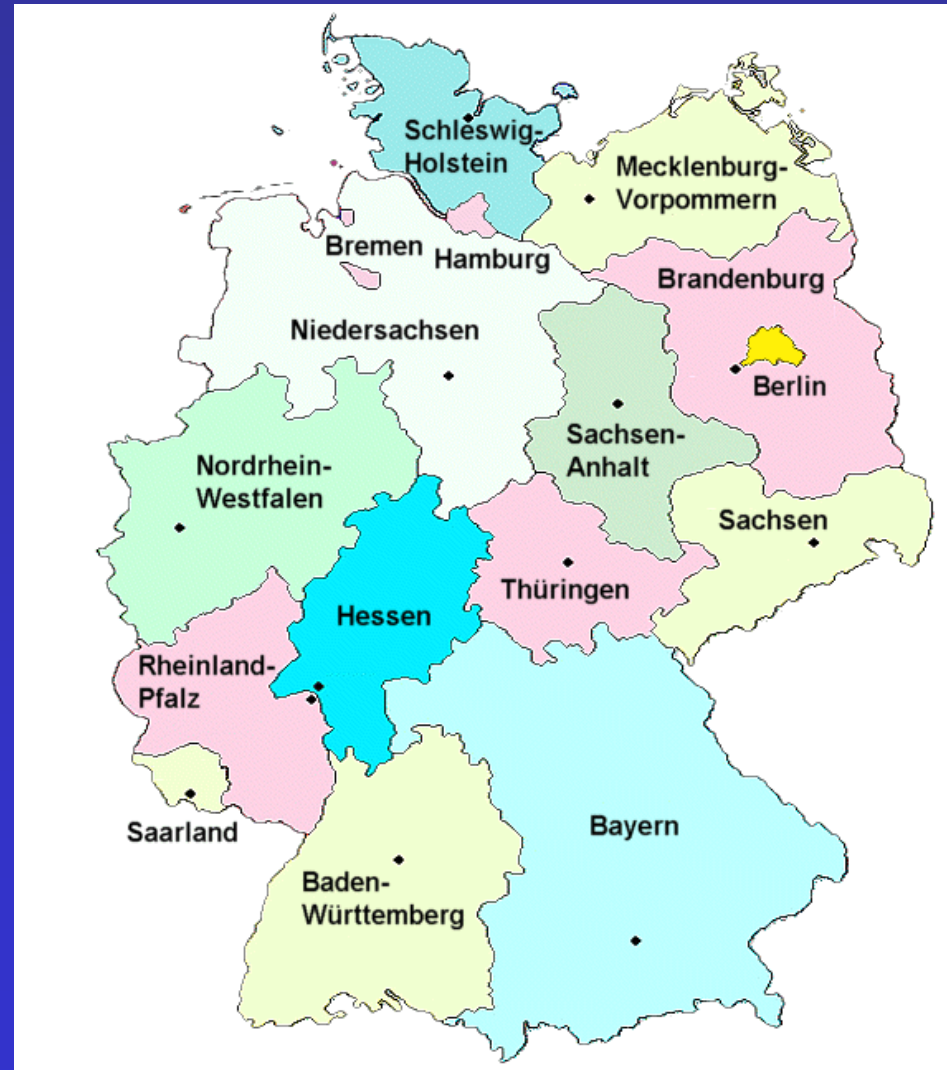 Schleswig-
Holstein
Mecklenburg-
Vorpommern
Bremen
Hamburg
Brandenburg
Niedersachsen
Berlin
Sachsen-
Anhalt
Nordrhein-
Westfalen
Sachsen
Thüringen
Hessen
Rheinland-
Pfalz
Saarland
Bayern
Baden-
Württemberg